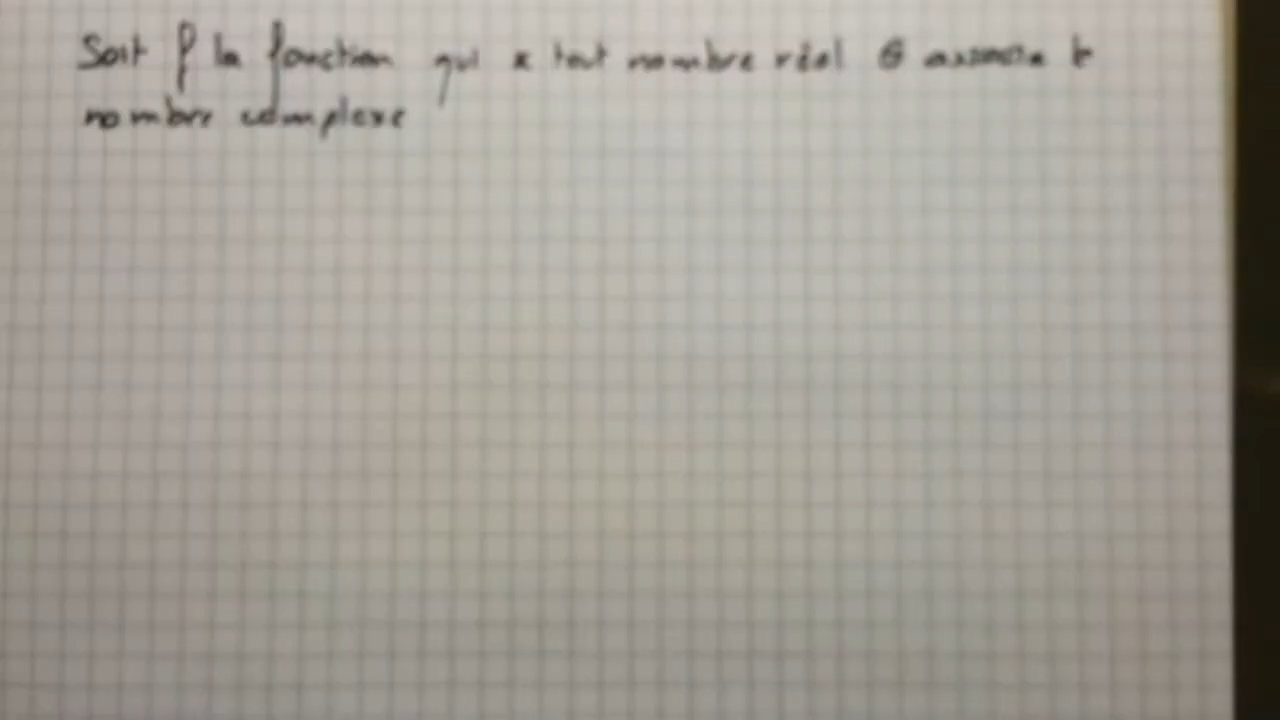 Soit f la fonction qui a tout nombre réel θ associe le
nombre complexe